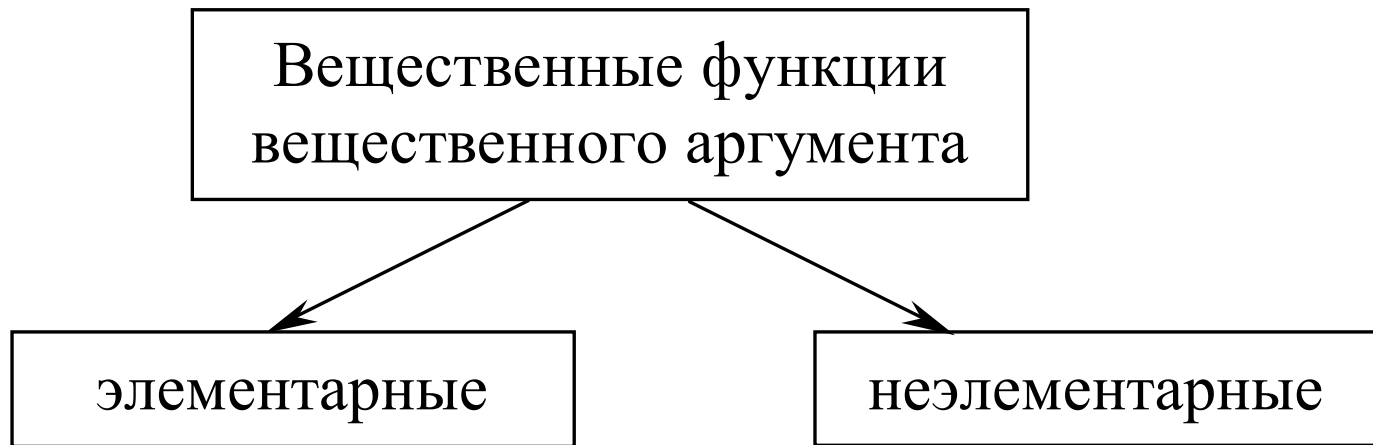 Вещественные функции
вещественного аргумента
элементарные
неэлементарные